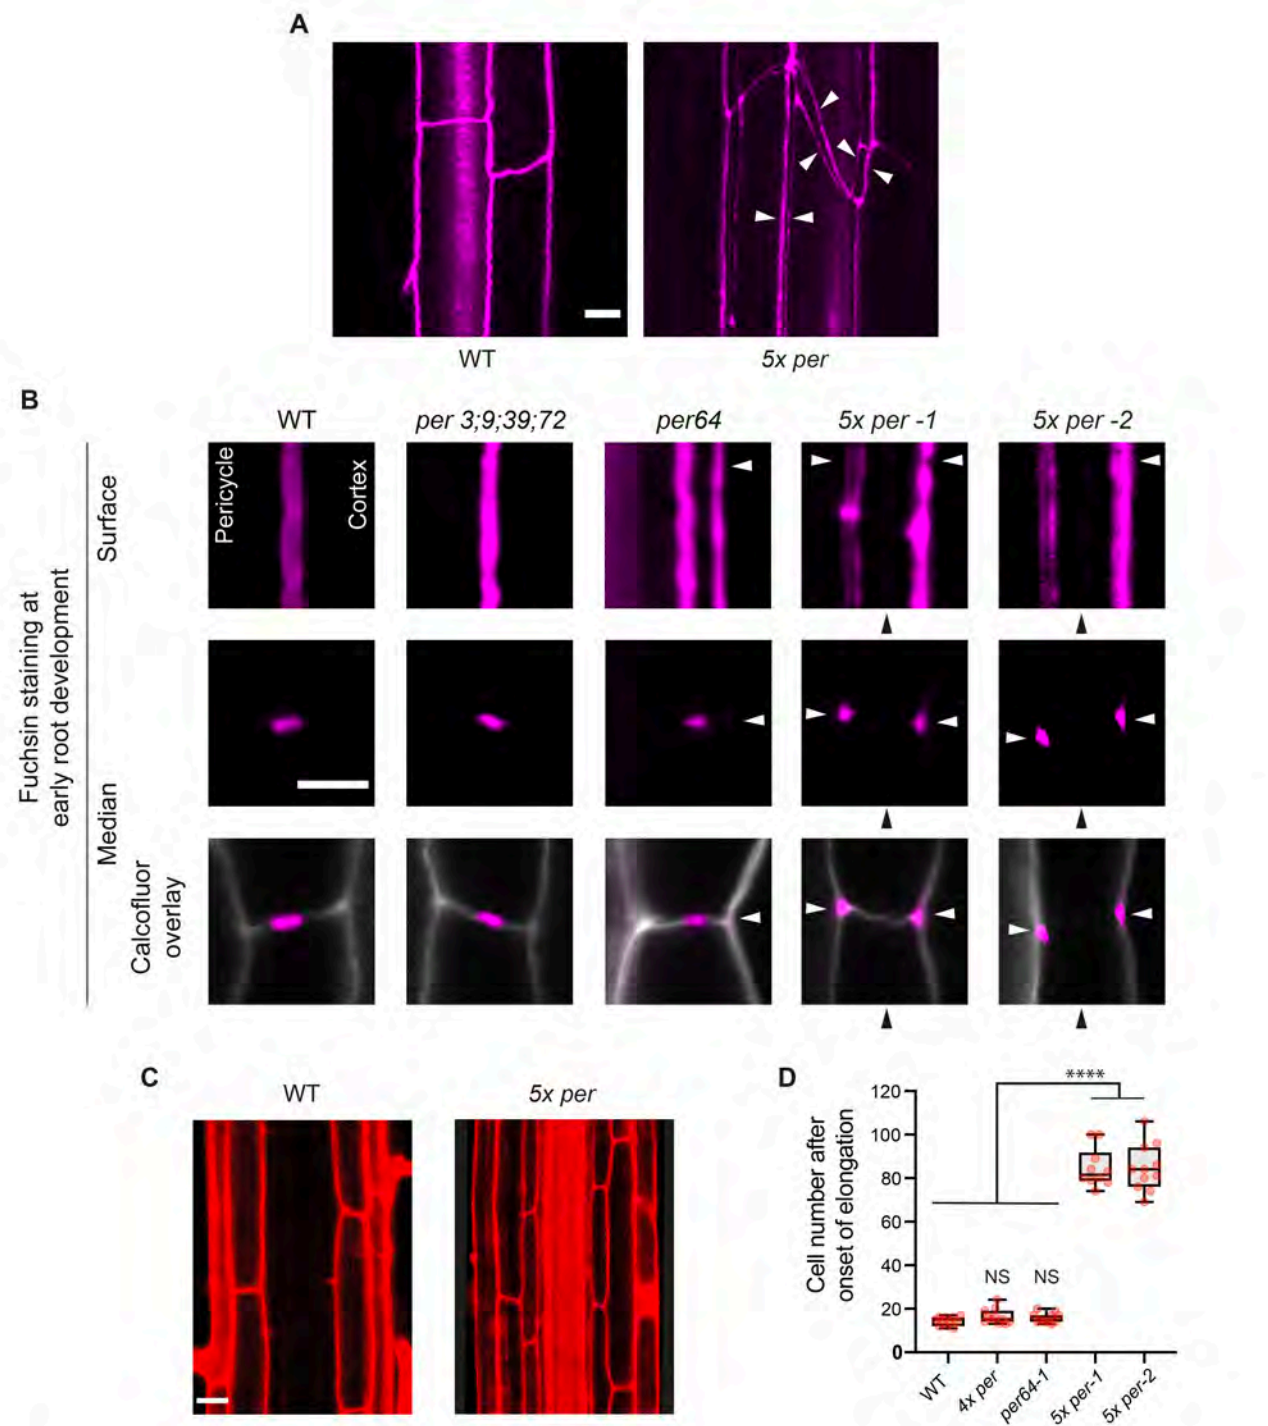 A
WT
5x per
B
WT
per 3;9;39;72
per64
5x per -1
5x per -2
Fuchsin staining at
early root development
Surface
Pericycle
Cortex
Median
Calcofluor
overlay
C
WT
5x per
D
Cell number after
onset of elongation
120
100
80
60
40
20
0
****
NS
NS
WT
4x per
per64-1
5x per-1
5x per-2